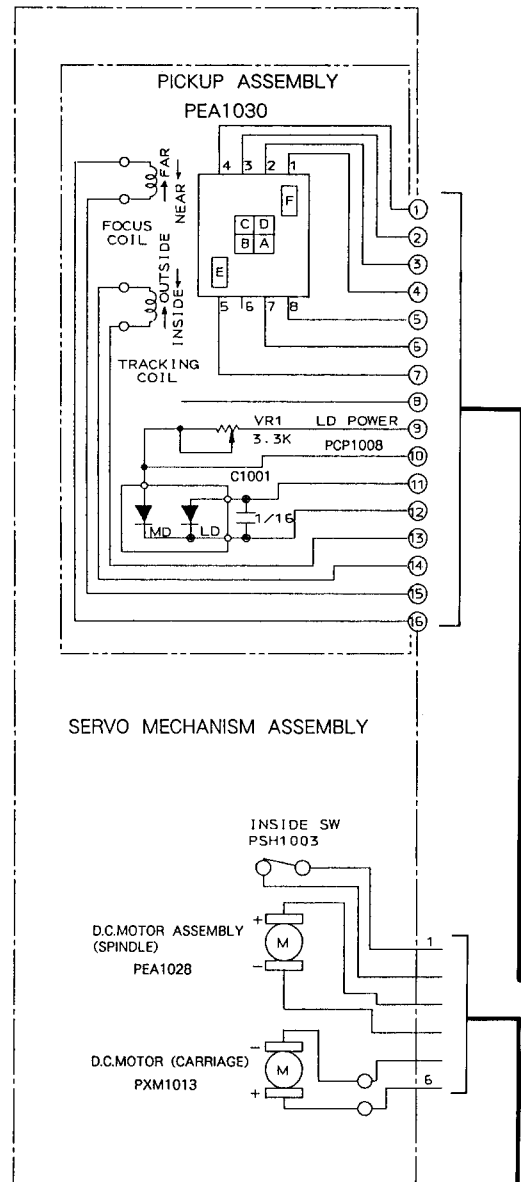 PICKUP ASSEMBLY
PEA1030
4 3 2 1
F
C D
B A
E
5 6 7 8
FAR
NEAR
FOCUS
COIL
OUTSIDE
INSIDE
TRACKING
COIL
1
2
3
4
5
6
7
8
9
10
11
12
13
14
15
16
VR1 LD POWER
3.3K PCP1008
C1001
1/16
MD LD
SERVO MECHANISM ASSEMBLY
INSIDE SW
PSH1003
D.C.MOTOR ASSEMBLY
(SPINDLE)
PEA1028
+
M
-
D.C.MOTOR (CARRIAGE)
PXM1013
-
M
+
1
6